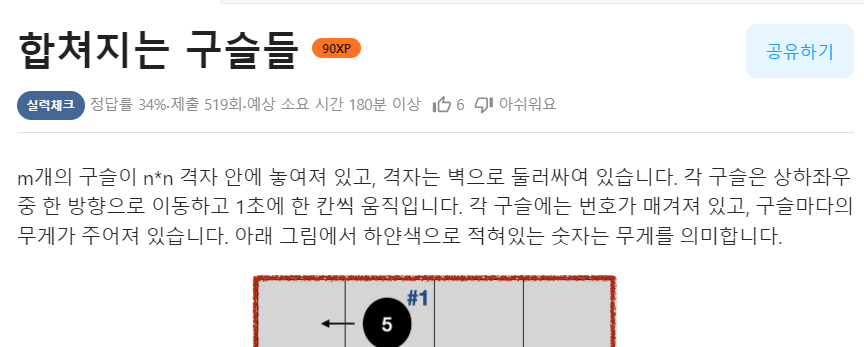 합쳐지는 구슬들 90XP
공유하기
실력체크 정답률 34%·제출 519회·예상 소요 시간 180분 이상 6 아쉬워요
m개의 구슬이 n*n 격자 안에 놓여져 있고, 격자는 벽으로 둘러싸여 있습니다. 각 구슬은 상하좌우
중 한 방향으로 이동하고 1초에 한 칸씩 움직입니다. 각 구슬에는 번호가 매겨져 있고, 구슬마다의
무게가 주어져 있습니다. 아래 그림에서 하얀색으로 적혀있는 숫자는 무게를 의미합니다.
#1
5